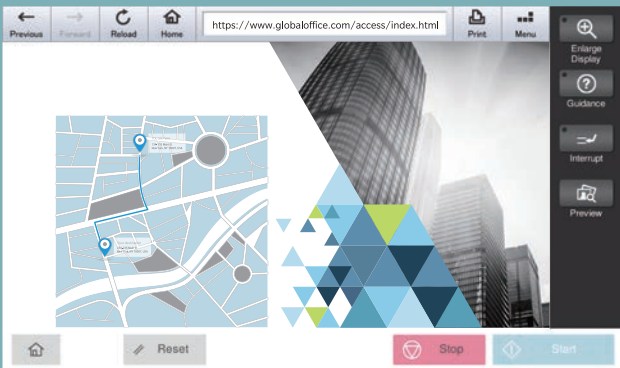 Previous
Forward
Reload
Home
https://www.globaloffice.com/access/index.html
Print
Menu
Enlarge
Display
Guidance
Interrupt
Preview
Reset
Stop
Start